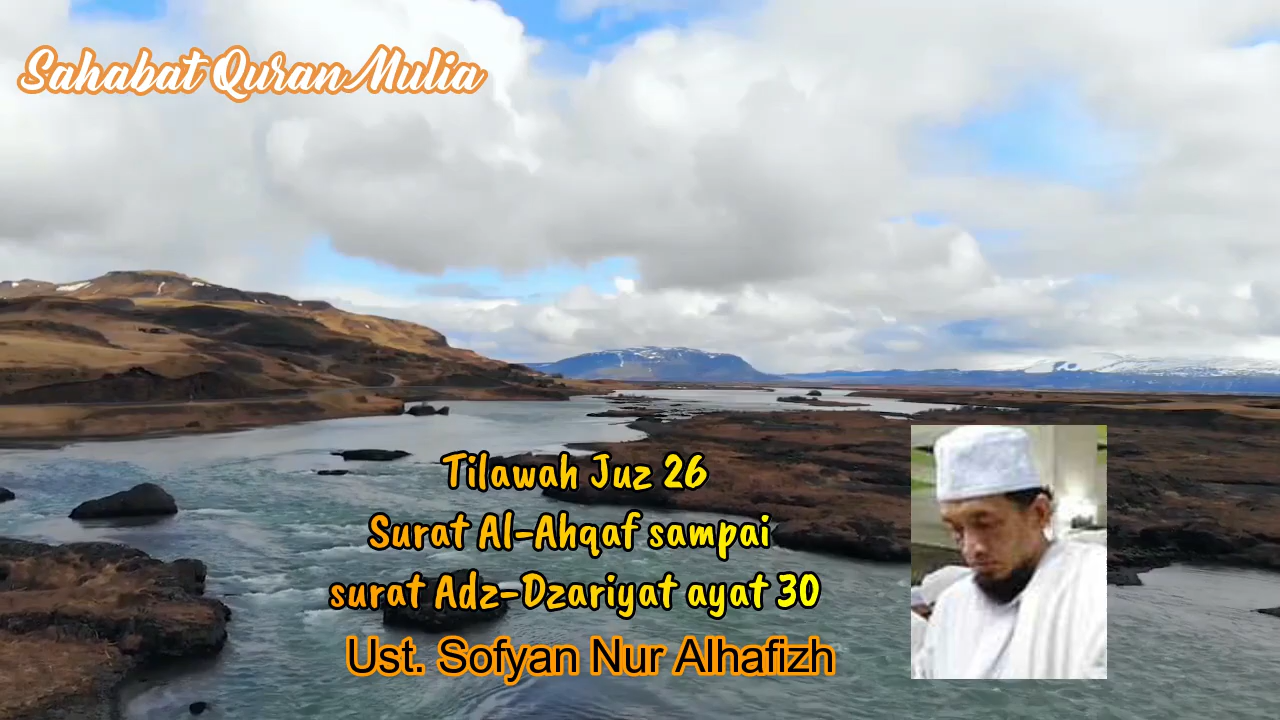 Sahabat Quran Mulia
Tilawah Juz 26
Surat Al-Ahqaf sampai
surat Adz-Dzariyat ayat 30
Ust. Sofyan Nur Alhafizh